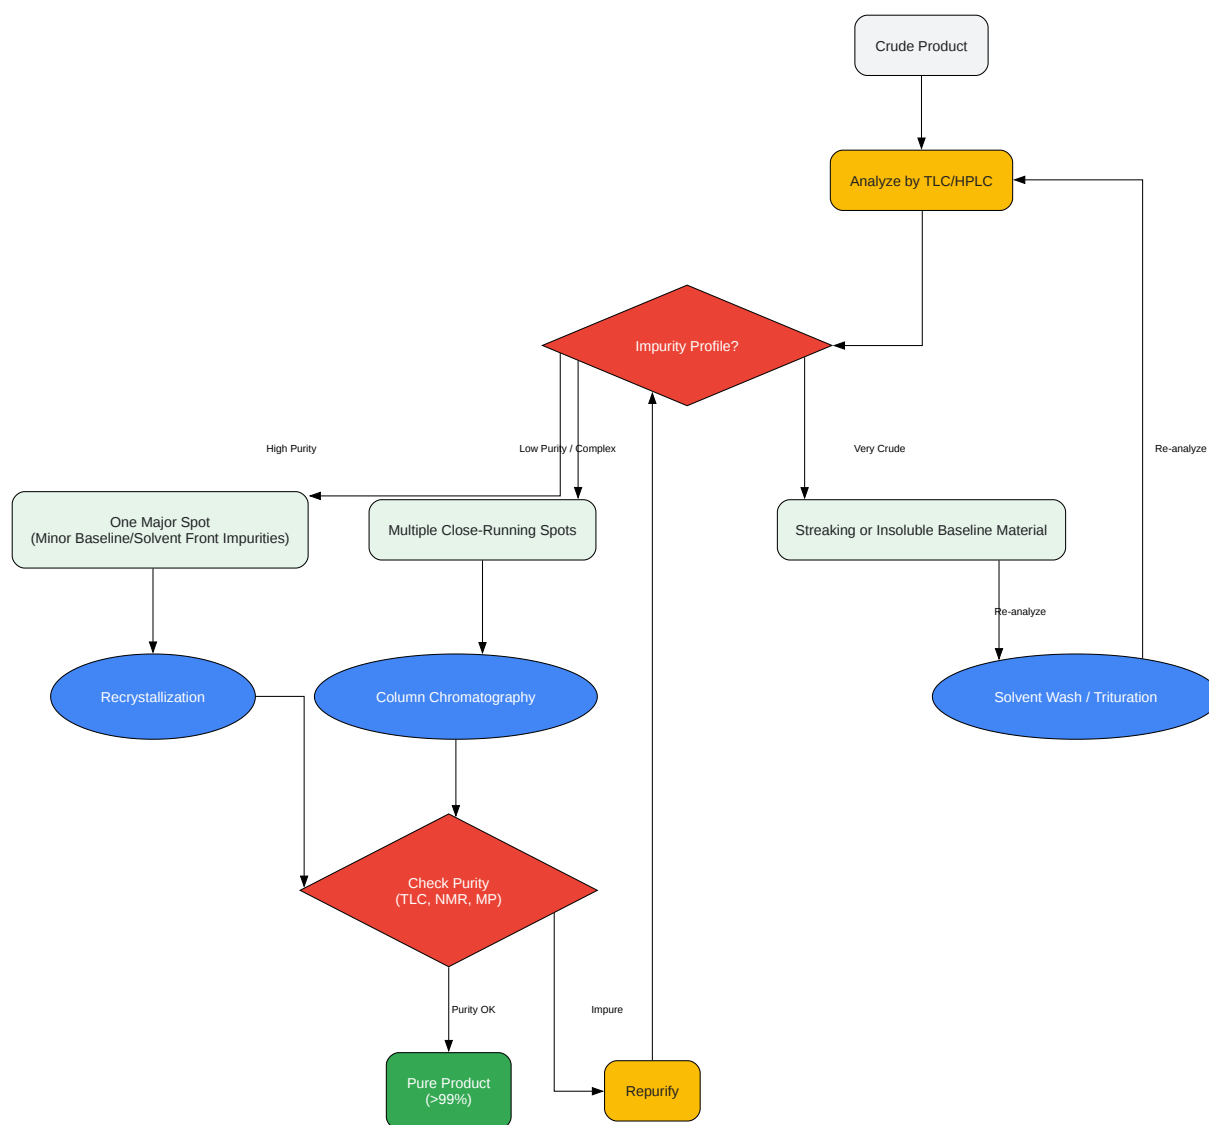 Crude Product
Analyze by TLC/HPLC
Impurity Profile?
High Purity
Low Purity / Complex
Very Crude
Re-analyze
One Major Spot
(Minor Baseline/Solvent Front Impurities)
Multiple Close-Running Spots
Streaking or Insoluble Baseline Material
Re-analyze
Recrystallization
Column Chromatography
Solvent Wash / Trituration
Check Purity
(TLC, NMR, MP)
Purity OK
Impure
Pure Product
(>99%)
Repurify